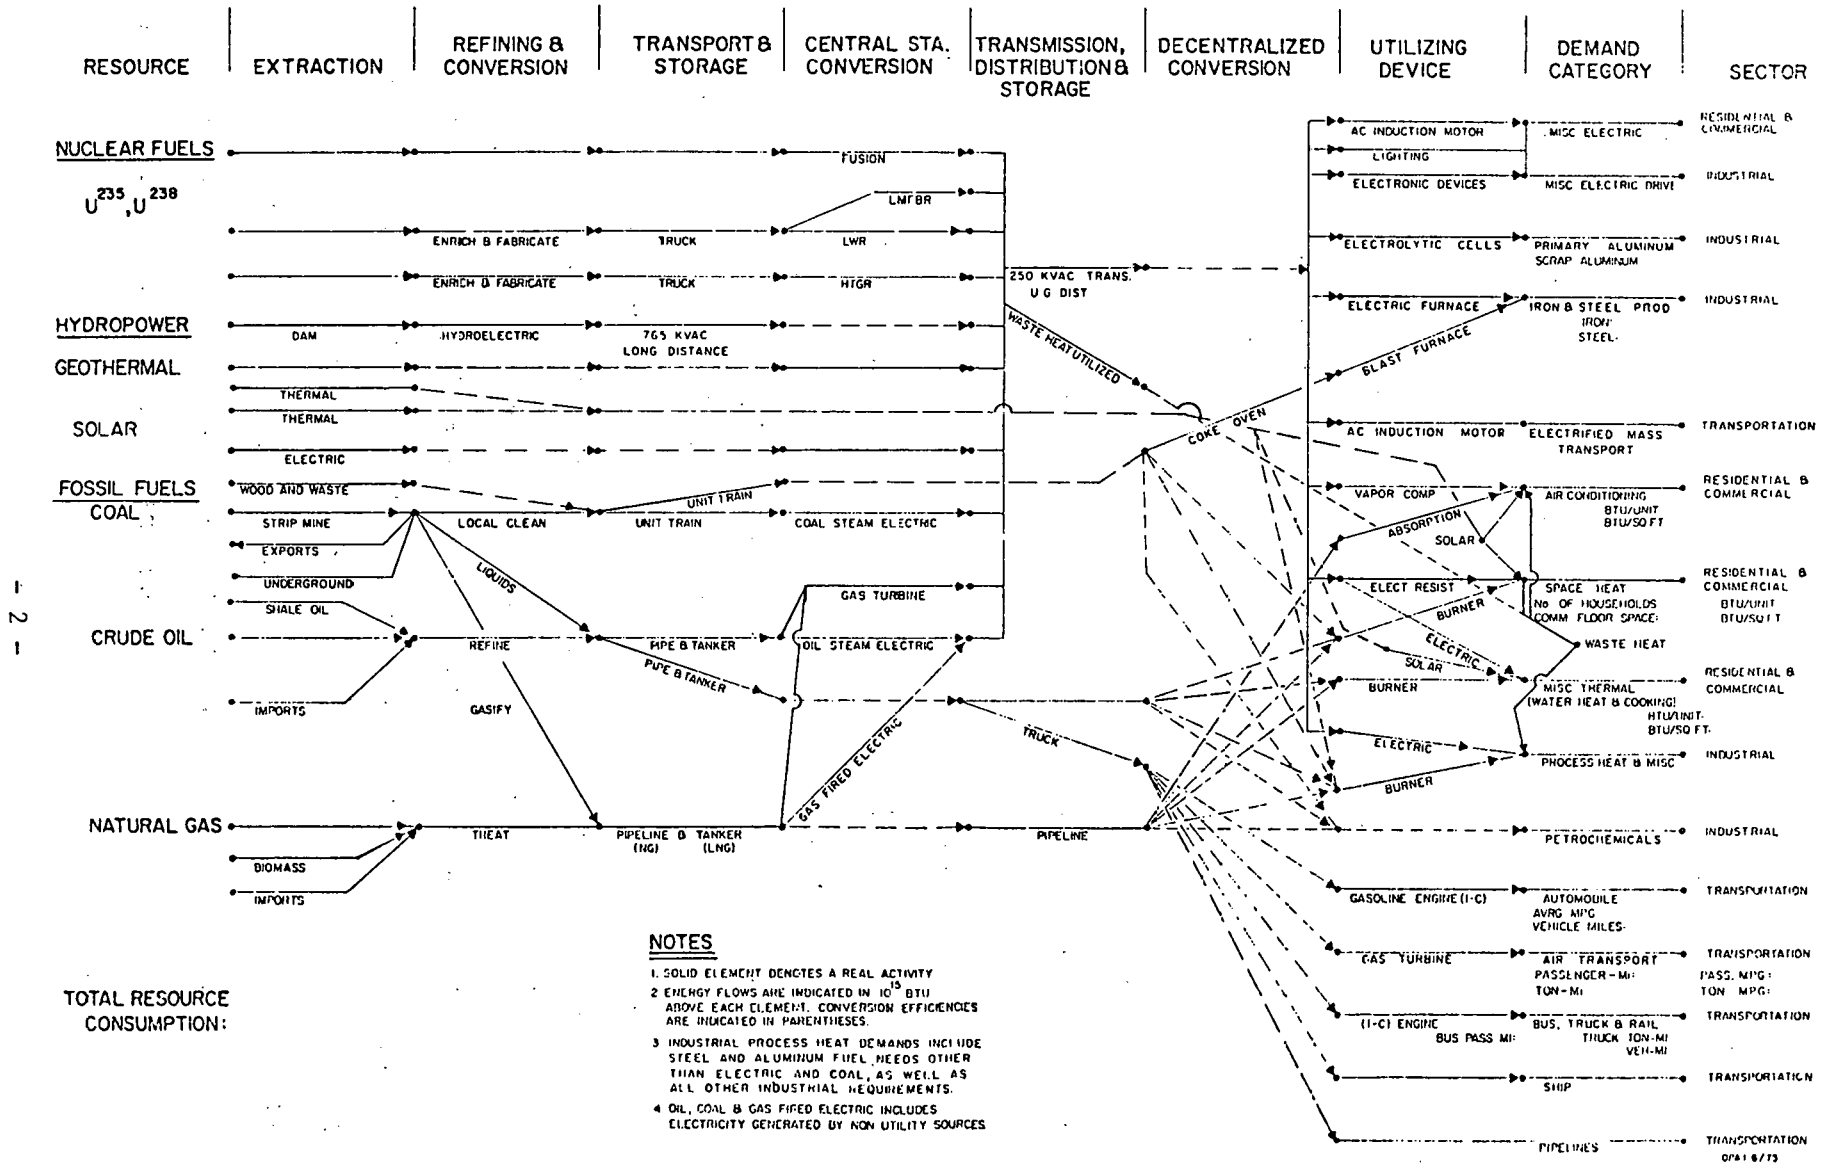 RESOURCE
EXTRACTION
REFINING &
CONVERSION
TRANSPORT &
STORAGE
CENTRAL STA.
CONVERSION
TRANSMISSION,
DISTRIBUTION &
STORAGE
DECENTRALIZED
CONVERSION
UTILIZING
DEVICE
DEMAND
CATEGORY
SECTOR
NUCLEAR FUELS
U235, U238
FUSION
LMFBR
ENRICH & FABRICATE
TRUCK
LWR
ENRICH & FABRICATE
TRUCK
HTGR
250 KVAC TRANS.
U G DIST
HYDROPOWER
DAM
HYDROELECTRIC
765 KVAC
LONG DISTANCE
WASTE HEAT UTILIZED
GEOTHERMAL
THERMAL
THERMAL
SOLAR
ELECTRIC
FOSSIL FUELS
WOOD AND WASTE
UNIT TRAIN
COAL
STRIP MINE
LOCAL CLEAN
UNIT TRAIN
COAL STEAM ELECTRIC
EXPORTS
UNDERGROUND
LIQUIDS
SHALE OIL
GAS TURBINE
CRUDE OIL
REFINE
PIPE & TANKER
OIL STEAM ELECTRIC
PIPE & TANKER
IMPORTS
GASIFY
GAS FIRED ELECTRIC
TRUCK
NATURAL GAS
TREAT
PIPELINE & TANKER
(NG) (LNG)
PIPELINE
BIOMASS
IMPORTS
COKE OVEN
BLAST FURNACE
AC INDUCTION MOTOR
MISC ELECTRIC
RESIDENTIAL &
COMMERCIAL
LIGHTING
ELECTRONIC DEVICES
MISC ELECTRIC DRIVE
INDUSTRIAL
ELECTROLYTIC CELLS
PRIMARY ALUMINUM
SCRAP ALUMINUM
INDUSTRIAL
ELECTRIC FURNACE
IRON & STEEL PROD
IRON:
STEEL:
INDUSTRIAL
AC INDUCTION MOTOR
ELECTRIFIED MASS
TRANSPORT
TRANSPORTATION
VAPOR COMP
AIR CONDITIONING
BTU/UNIT
BTU/SQ FT
RESIDENTIAL &
COMMERCIAL
ABSORPTION
SOLAR
ELECT RESIST
SPACE HEAT
No OF HOUSEHOLDS
COMM FLOOR SPACE:
RESIDENTIAL &
COMMERCIAL
BTU/UNIT
BTU/SQ FT
BURNER
WASTE HEAT
ELECTRIC
SOLAR
BURNER
MISC THERMAL
(WATER HEAT & COOKING)
BTU/UNIT-
BTU/SQ FT-
RESIDENTIAL &
COMMERCIAL
ELECTRIC
PROCESS HEAT & MISC
INDUSTRIAL
BURNER
PETROCHEMICALS
INDUSTRIAL
GASOLINE ENGINE (I-C)
AUTOMOBILE
AVRG MPG
VEHICLE MILES-
TRANSPORTATION
GAS TURBINE
AIR TRANSPORT
PASSENGER-MI:
TON-MI
TRANSPORTATION
PASS. MPG:
TON MPG:
(I-C) ENGINE
BUS PASS MI:
BUS, TRUCK & RAIL
TRUCK TON-MI
VEH-MI
TRANSPORTATION
SHIP
TRANSPORTATION
PIPELINES
TRANSPORTATION
TOTAL RESOURCE
CONSUMPTION:
NOTES
1. SOLID ELEMENT DENOTES A REAL ACTIVITY
2 ENERGY FLOWS ARE INDICATED IN 10^15 BTU
ABOVE EACH ELEMENT. CONVERSION EFFICIENCIES
ARE INDICATED IN PARENTHESES.
3 INDUSTRIAL PROCESS HEAT DEMANDS INCLUDE
STEEL AND ALUMINUM FUEL NEEDS OTHER
THAN ELECTRIC AND COAL, AS WELL AS
ALL OTHER INDUSTRIAL REQUIREMENTS.
4 OIL, COAL & GAS FIRED ELECTRIC INCLUDES
ELECTRICITY GENERATED BY NON UTILITY SOURCES
- 2 -